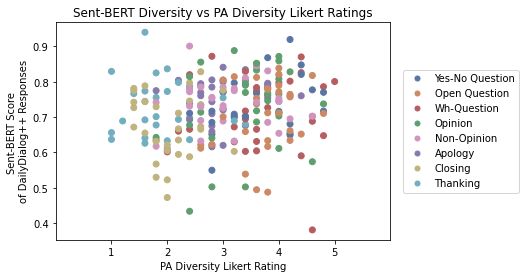 Sent-BERT Diversity vs PA Diversity Likert Ratings
Sent-BERT Score
of DailyDialog++ Responses
0.9
0.8
0.7
0.6
0.5
0.4
1 2 3 4 5
PA Diversity Likert Rating
Yes-No Question
Open Question
Wh-Question
Opinion
Non-Opinion
Apology
Closing
Thanking